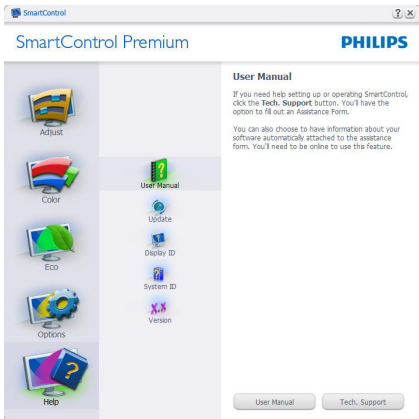 SmartControl
SmartControl Premium
PHILIPS
Adjust
Color
Eco
Options
Help
User Manual
Update
Display ID
System ID
Version
User Manual
If you need help setting up or operating SmartControl,
click the Tech. Support button. You'll have the
option to fill out an Assistance Form.
You can also choose to have information about your
software automatically attached to the assistance
form. You'll need to be online to use this feature.
User Manual
Tech. Support